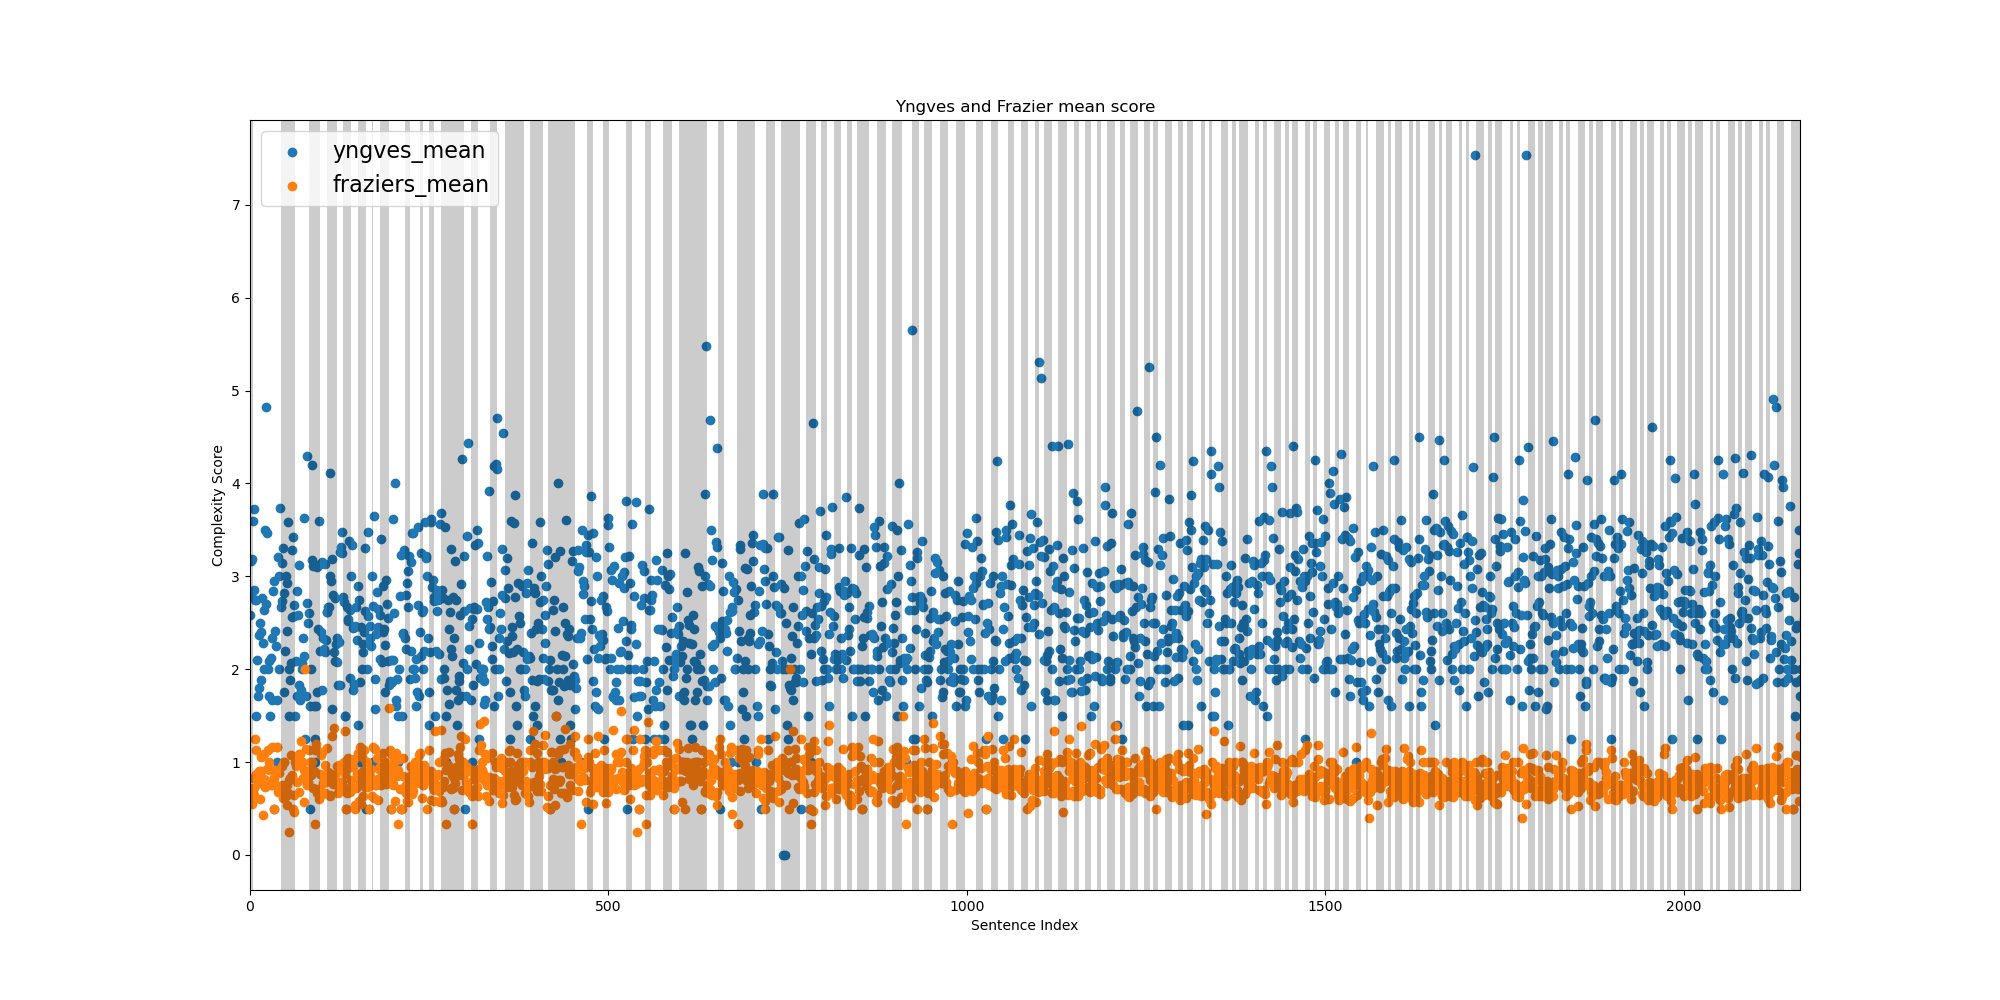 Yngves and Frazier mean score
yngves_mean
fraziers_mean
7
6
5
4
3
2
1
0
Complexity Score
0 500 1000 1500 2000
Sentence Index